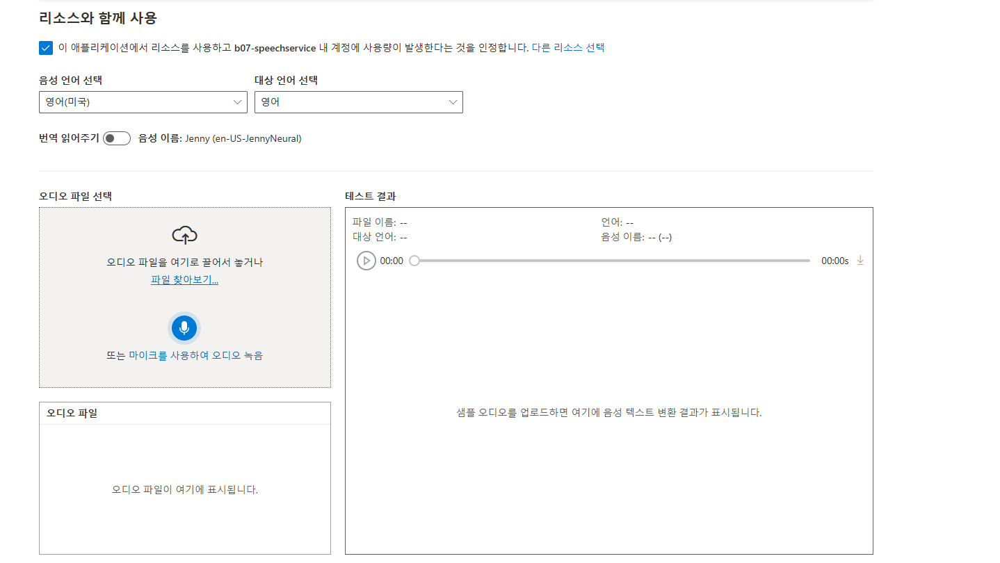 리소스와 함께 사용
이 애플리케이션에서 리소스를 사용하고 b07-speechservice 내 계정에 사용량이 발생한다는 것을 인정합니다. 다른 리소스 선택
음성 언어 선택
대상 언어 선택
영어(미국)
영어
번역 읽어주기
음성 이름: Jenny (en-US-JennyNeural)
오디오 파일 선택
오디오 파일을 여기로 끌어서 놓거나
파일 찾아보기...
또는 마이크를 사용하여 오디오 녹음
오디오 파일
오디오 파일이 여기에 표시됩니다.
테스트 결과
파일 이름: --
언어: --
대상 언어: --
음성 이름: -- (--)
00:00
00:00s
샘플 오디오를 업로드하면 여기에 음성 텍스트 변환 결과가 표시됩니다.